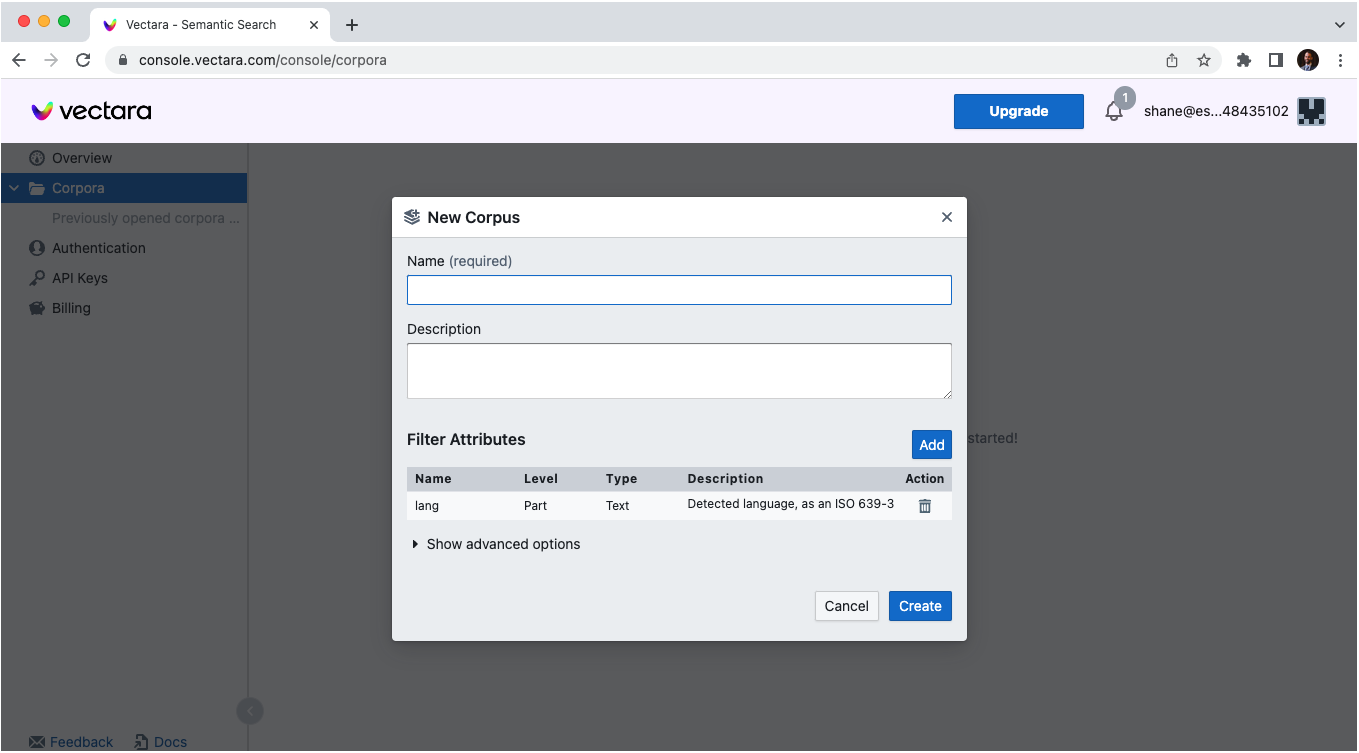 Vectara - Semantic Search
console.vectara.com/console/corpora
vectara
Upgrade
1
shane@es...48435102
Overview
Corpora
Previously opened corpora ...
Authentication
API Keys
Billing
New Corpus
Name (required)
Description
Filter Attributes
Add
started!
Name Level Type Description Action
lang Part Text Detected language, as an ISO 639-3
Show advanced options
Cancel Create
Feedback Docs